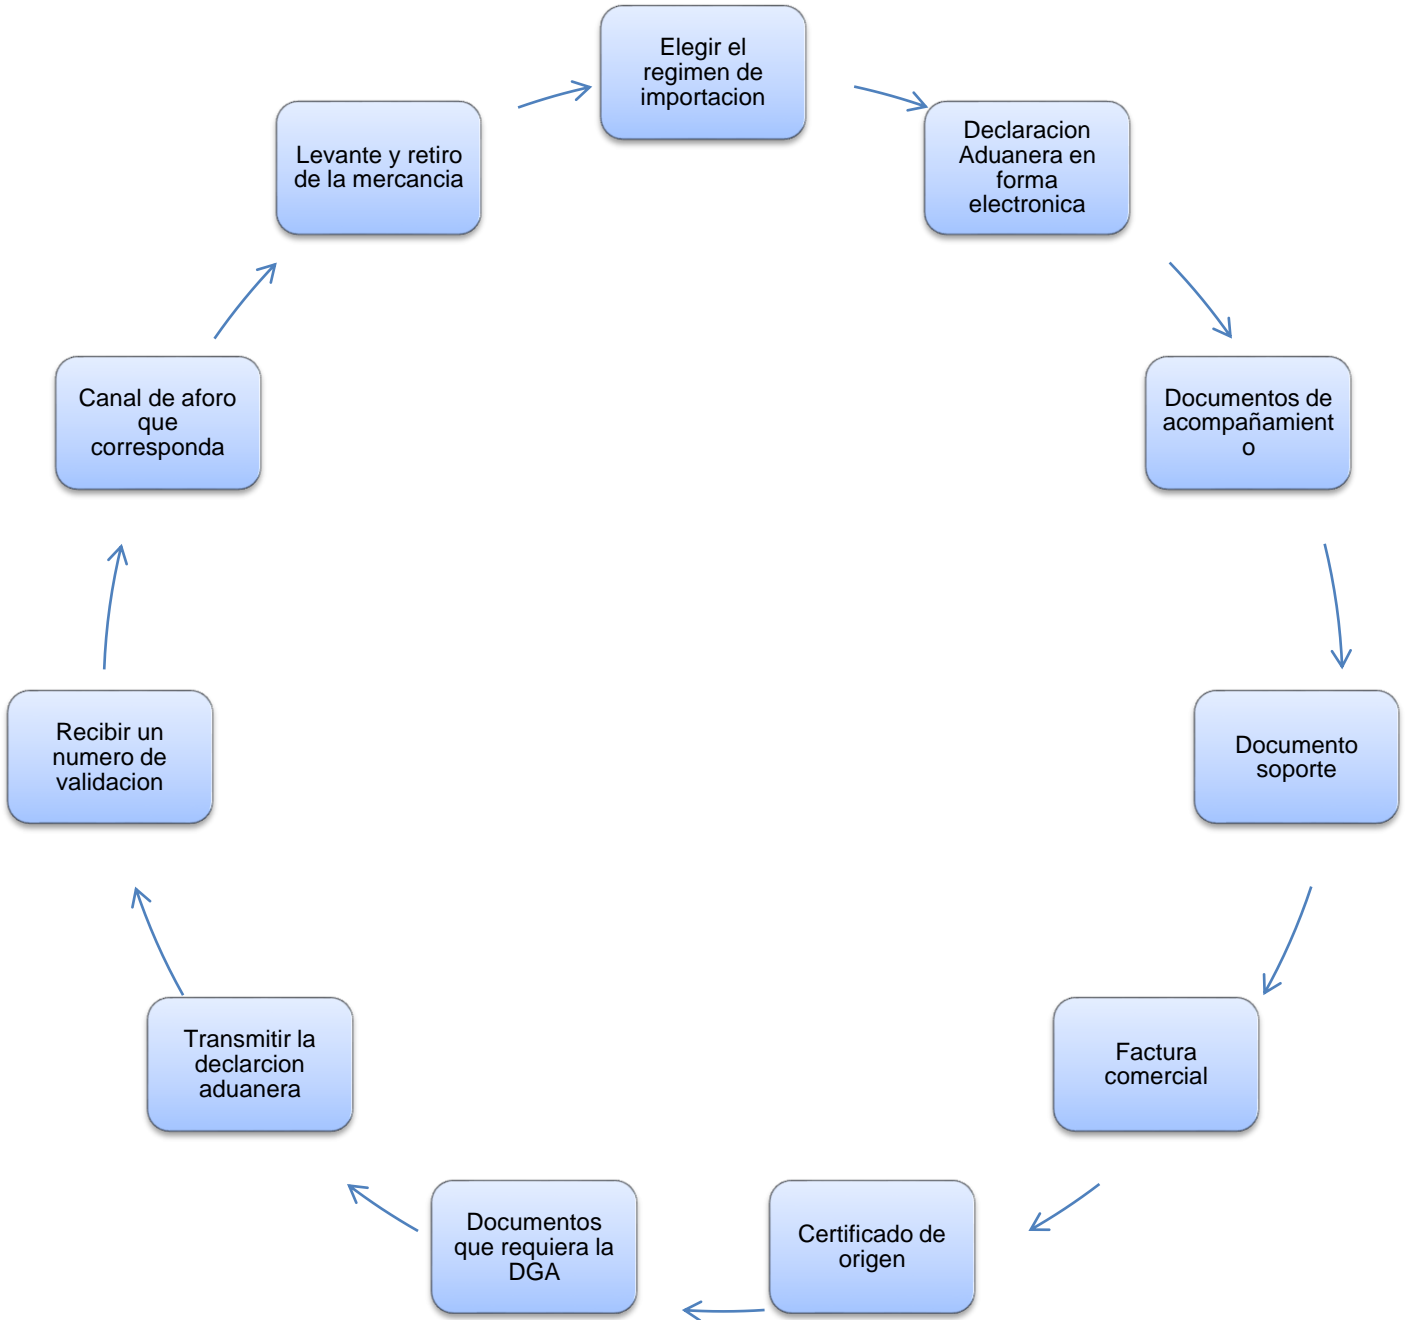 Elegir el
regimen de
importacion
Declaracion
Aduanera en
forma
electronica
Documentos de
acompañamient
o
Documento
soporte
Factura
comercial
Certificado de
origen
Documentos
que requiera la
DGA
Transmitir la
declarcion
aduanera
Recibir un
numero de
validacion
Canal de aforo
que
corresponda
Levante y retiro
de la mercancia